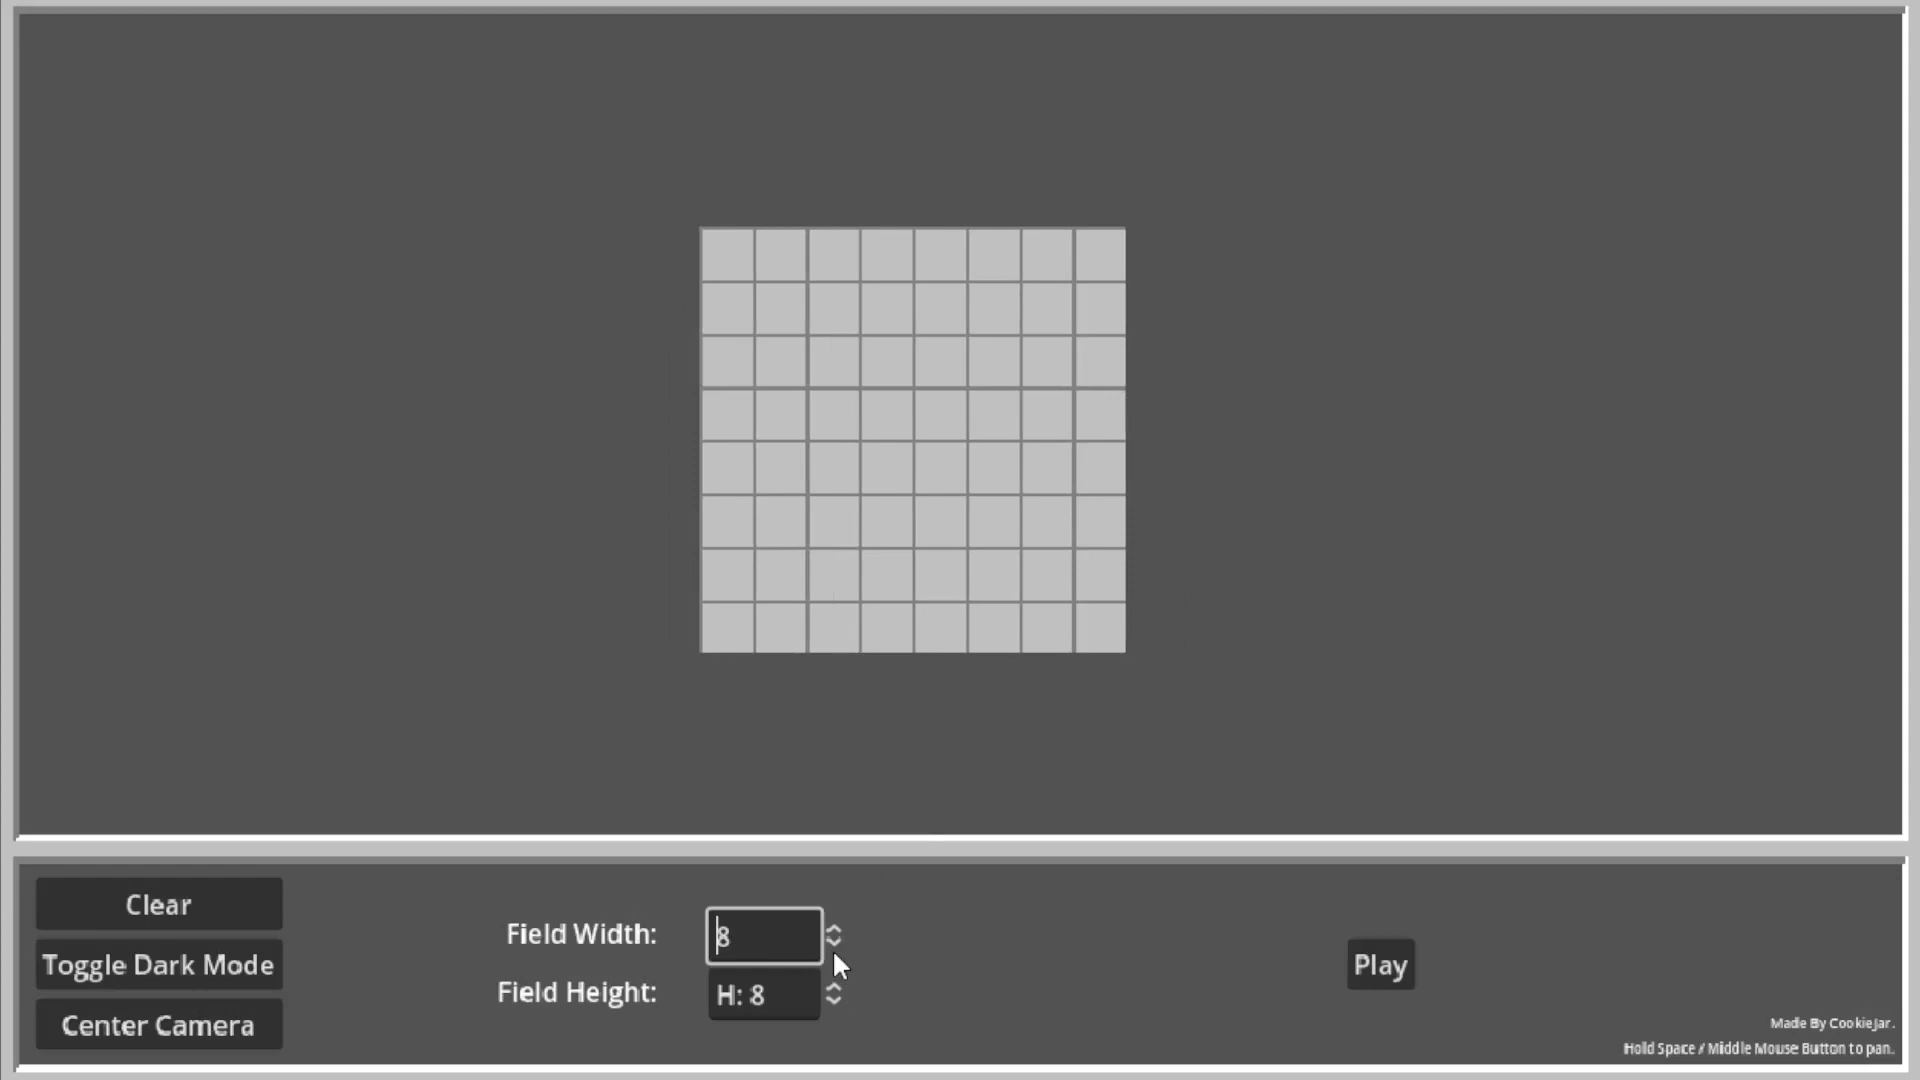 Clear
Toggle Dark Mode
Center Camera
Field Width:
8
Field Height:
H: 8
Play
Made By CookieJar.
Hold Space / Middle Mouse Button to pan.